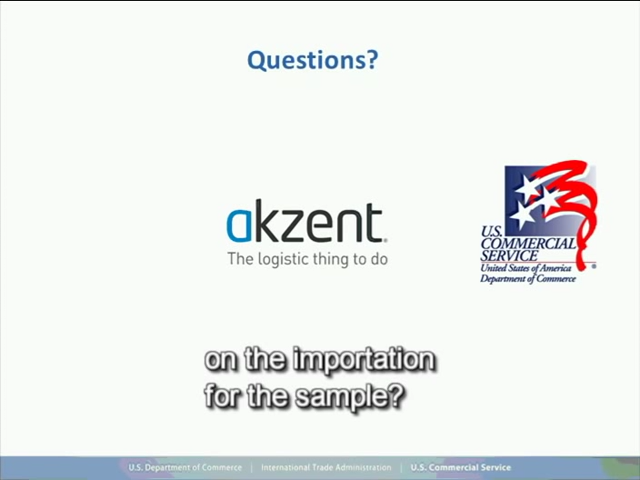 Questions?
akzent
The logistic thing to do
U.S.
COMMERCIAL
SERVICE
United States of America
Department of Commerce
on the importation
for the sample?
U.S. Department of Commerce | International Trade Administration | U.S. Commercial Service